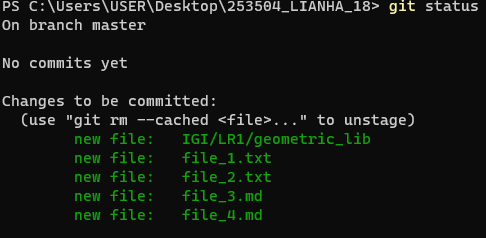 PS C:\Users\USER\Desktop\253504_LIANHA_18> git status
On branch master
No commits yet
Changes to be committed:
(use "git rm --cached <file>..." to unstage)
new file: IGI/LR1/geometric_lib
new file: file_1.txt
new file: file_2.txt
new file: file_3.md
new file: file_4.md